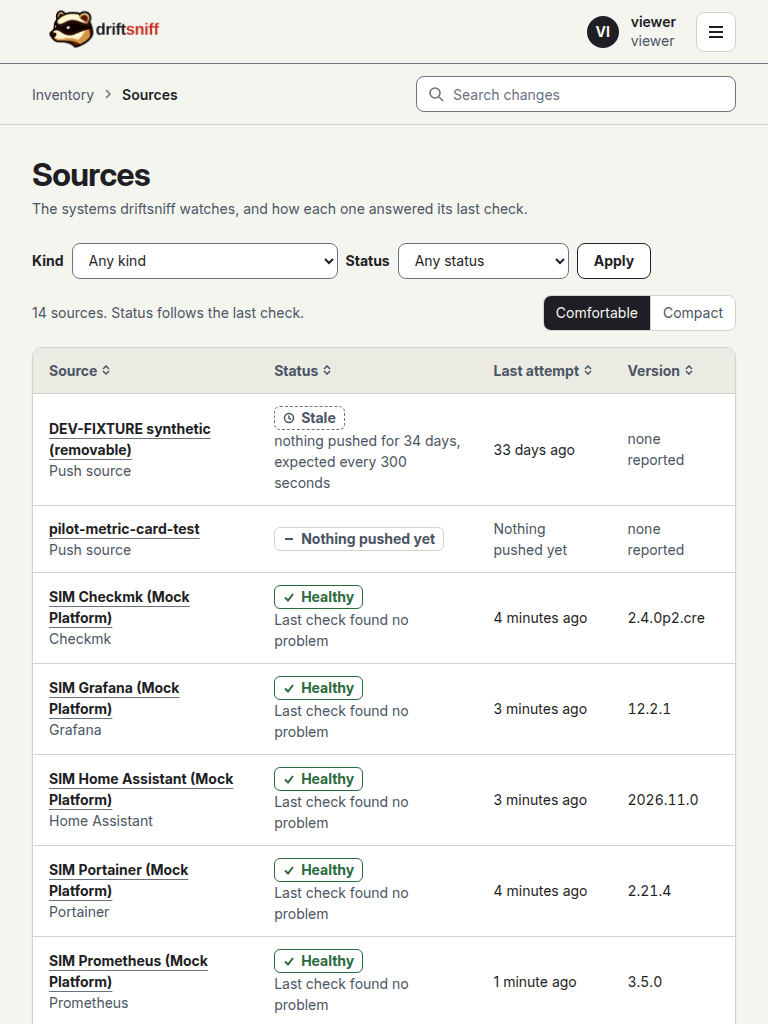 driftsniff
VI
viewer
viewer
Inventory
Sources
Search changes
Sources
The systems driftsniff watches, and how each one answered its last check.
Kind
Any kind
Status
Any status
Apply
14 sources. Status follows the last check.
Comfortable
Compact
Source
Status
Last attempt
Version
DEV-FIXTURE synthetic
(removable)
Push source
Stale
nothing pushed for 34 days,
expected every 300
seconds
33 days ago
none
reported
pilot-metric-card-test
Push source
Nothing pushed yet
Nothing
pushed yet
none
reported
SIM Checkmk (Mock
Platform)
Checkmk
Healthy
Last check found no
problem
4 minutes ago
2.4.0p2.cre
SIM Grafana (Mock
Platform)
Grafana
Healthy
Last check found no
problem
3 minutes ago
12.2.1
SIM Home Assistant (Mock
Platform)
Home Assistant
Healthy
Last check found no
problem
3 minutes ago
2026.11.0
SIM Portainer (Mock
Platform)
Portainer
Healthy
Last check found no
problem
4 minutes ago
2.21.4
SIM Prometheus (Mock
Platform)
Prometheus
Healthy
Last check found no
problem
1 minute ago
3.5.0